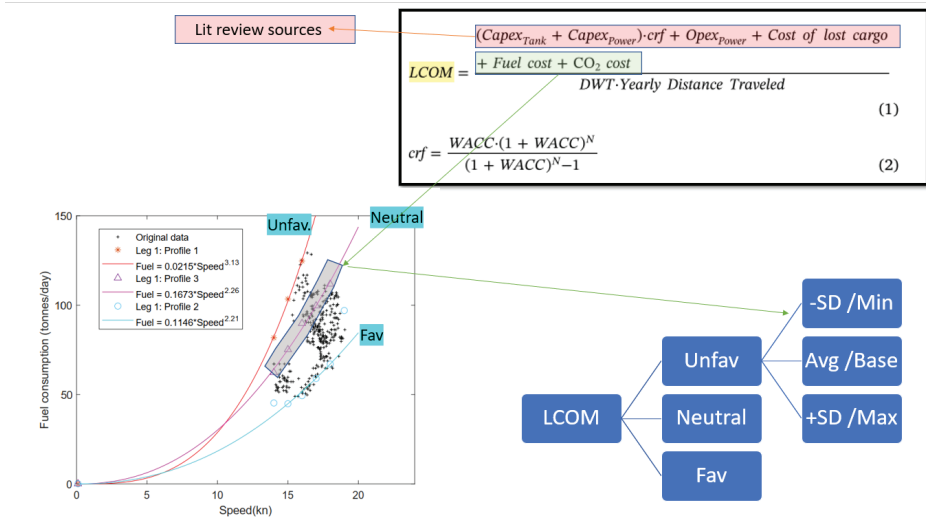 Lit review sources
(Capex_Tank + Capex_Power)·crf + Opex_Power + Cost of lost cargo
+ Fuel cost + CO₂ cost
LCOM =
DWT·Yearly Distance Traveled
(1)
crf = WACC·(1 + WACC)^N
(1 + WACC)^N−1
(2)
Unfav.
Neutral
Fav
150
100
50
0
0
5
10
15
20
Fuel consumption (tonnes/day)
Speed(kn)
Original data
Leg 1: Profile 1
Fuel = 0.0215*Speed^3.13
Leg 1: Profile 3
Fuel = 0.1673*Speed^2.26
Leg 1: Profile 2
Fuel = 0.1146*Speed^2.21
LCOM
Unfav
Neutral
Fav
-SD /Min
Avg /Base
+SD /Max